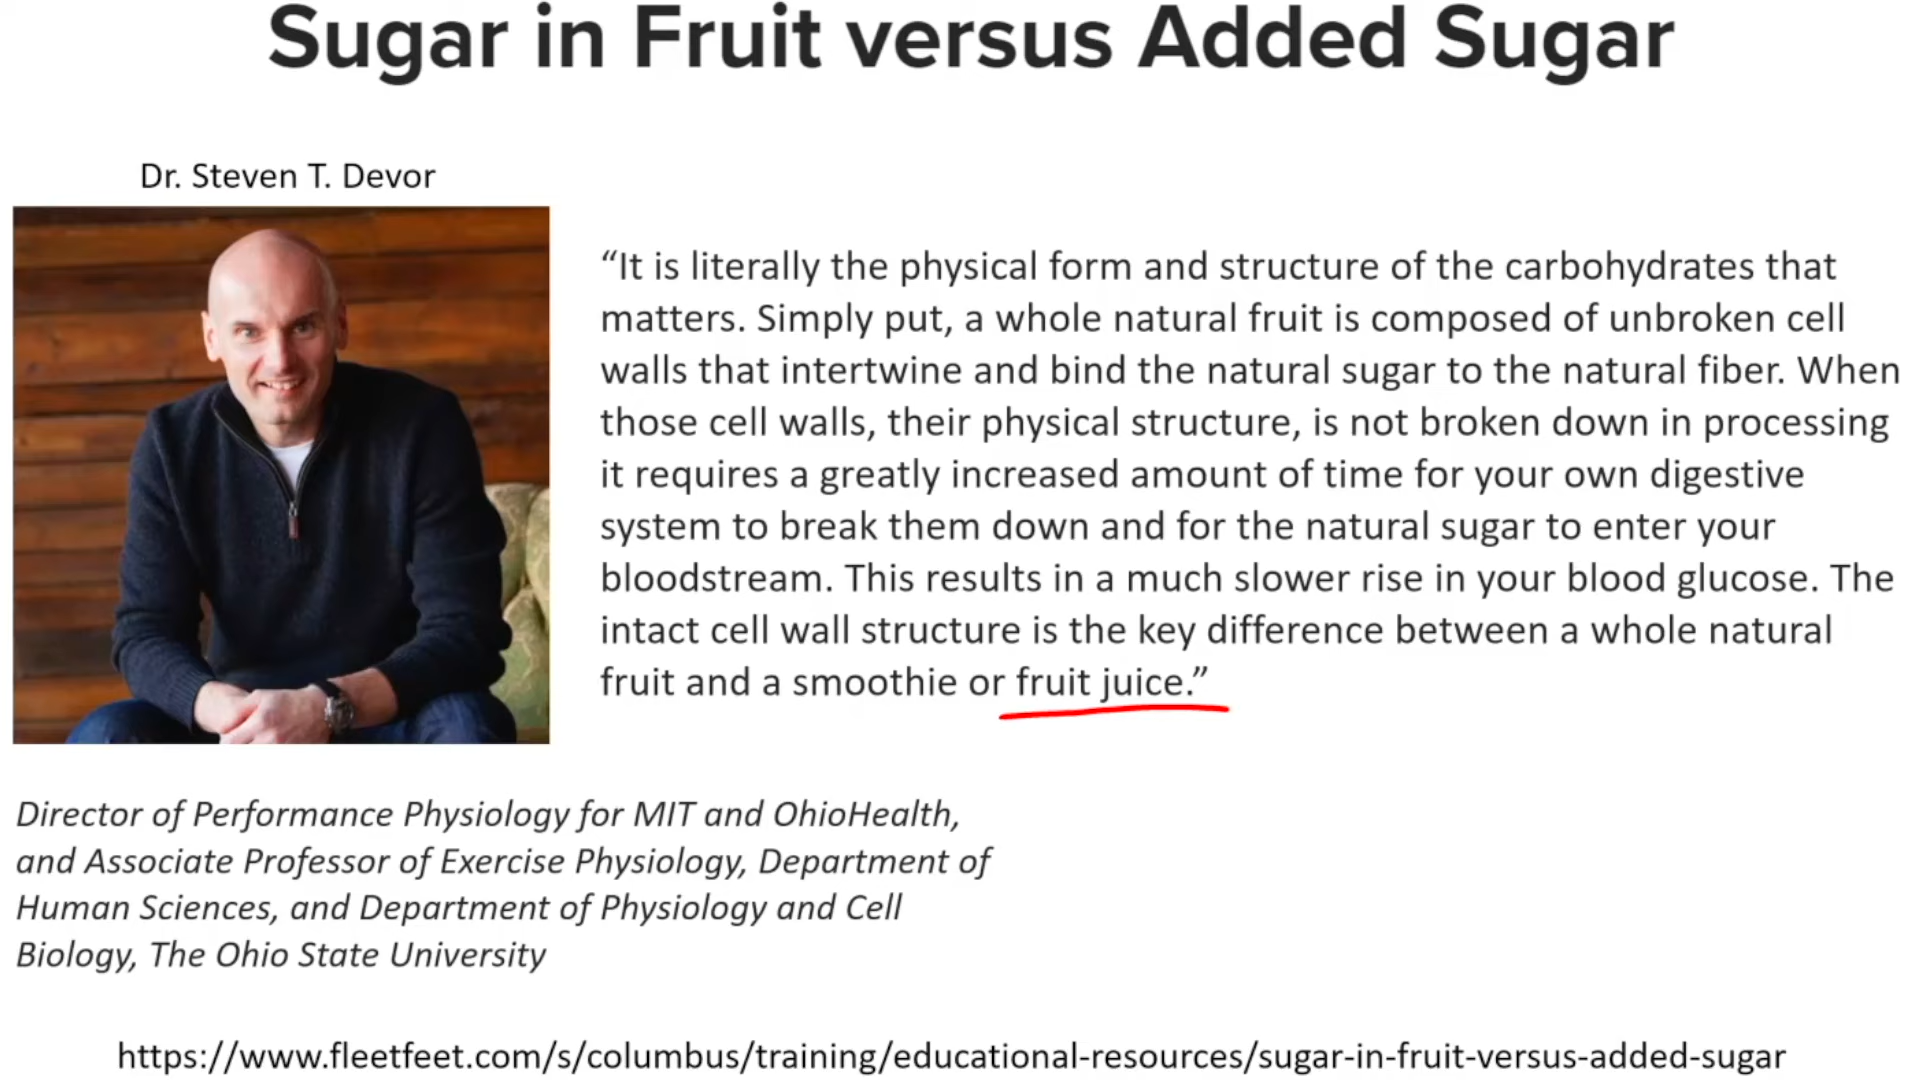 Sugar in Fruit versus Added Sugar
Dr. Steven T. Devor
“It is literally the physical form and structure of the carbohydrates that
matters. Simply put, a whole natural fruit is composed of unbroken cell
walls that intertwine and bind the natural sugar to the natural fiber. When
those cell walls, their physical structure, is not broken down in processing
it requires a greatly increased amount of time for your own digestive
system to break them down and for the natural sugar to enter your
bloodstream. This results in a much slower rise in your blood glucose. The
intact cell wall structure is the key difference between a whole natural
fruit and a smoothie or fruit juice.”
Director of Performance Physiology for MIT and OhioHealth,
and Associate Professor of Exercise Physiology, Department of
Human Sciences, and Department of Physiology and Cell
Biology, The Ohio State University
https://www.fleetfeet.com/s/columbus/training/educational-resources/sugar-in-fruit-versus-added-sugar